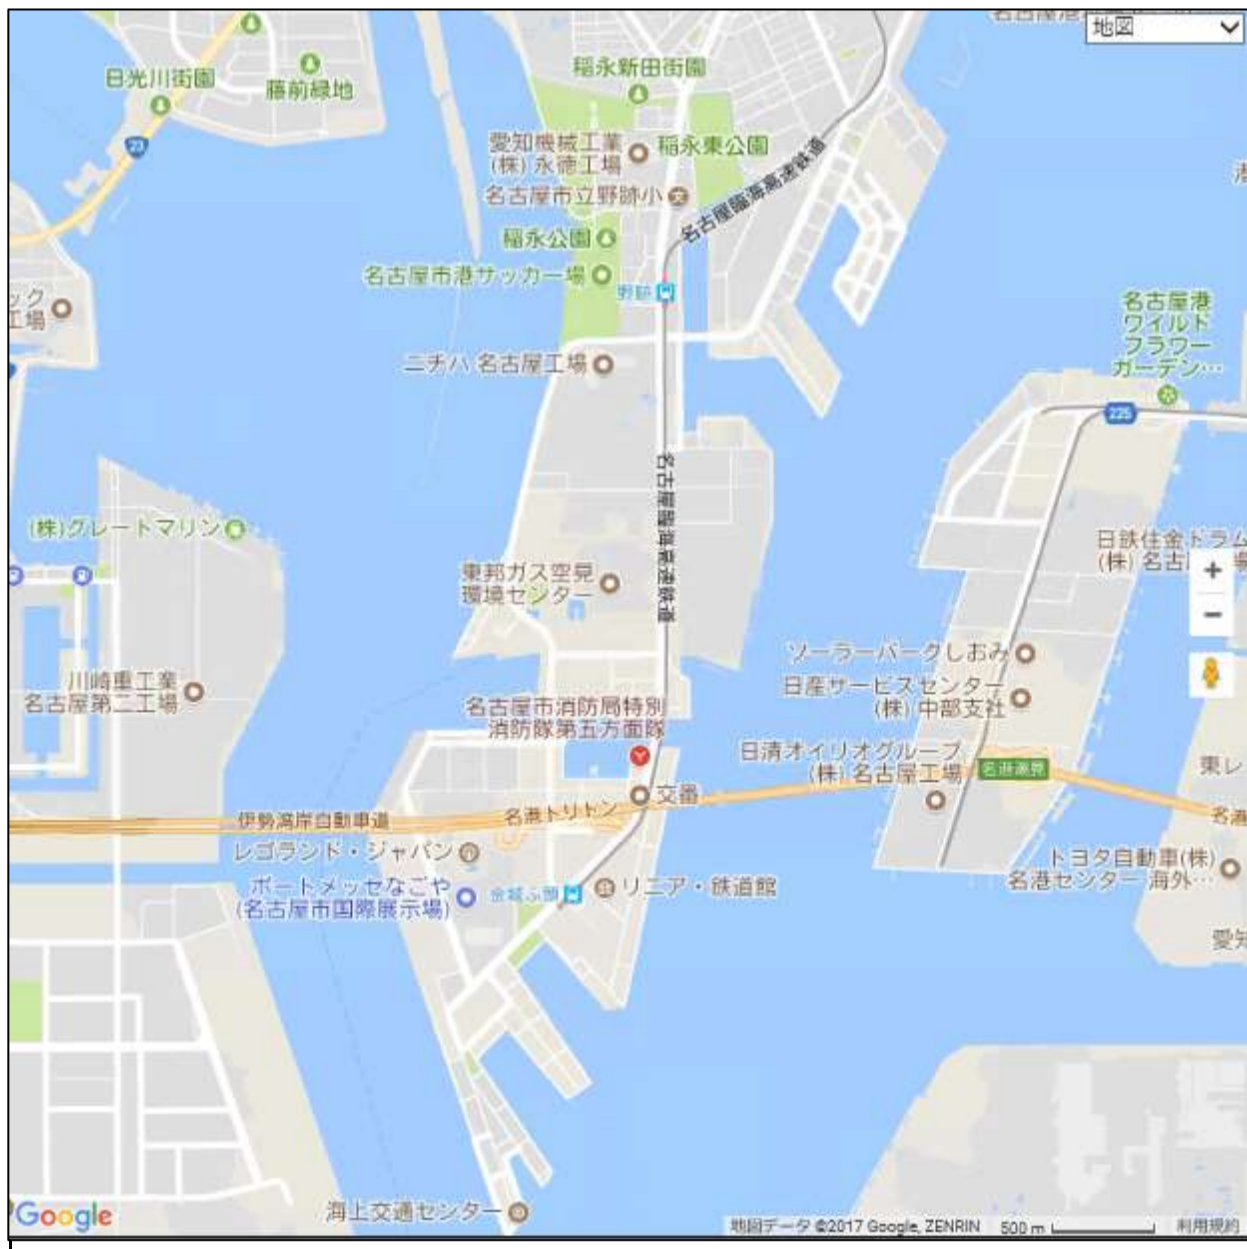 地図
日光川街園
藤前緑地
稲永新田街園
23
愛知機械工業
(株) 永徳工場
稲永東公園
名古屋市立野跡小
名古屋臨海高速鉄道
稲永公園
名古屋市港サッカー場
野跡
ック
工場
名古屋港
ワイルド
フラワー
ガーデン…
ニチハ 名古屋工場
225
名古屋臨海高速鉄道
(株)グレートマリン
日鉄住金ドラム
(株) 名古
場
+
−
東邦ガス空見
環境センター
ソーラーパークしおみ
川崎重工業
名古屋第二工場
日産サービスセンター
(株) 中部支社
名古屋市消防局特別
消防隊第五方面隊
日清オイリオグループ
(株) 名古屋工場
名港潮見
東レ
交番
名港トリトン
伊勢湾岸自動車道
名港
レゴランド・ジャパン
トヨタ自動車(株)
名港センター 海外…
ポートメッセなごや
(名古屋市国際展示場)
金城ふ頭
リニア・鉄道館
愛知
海上交通センター
Google
地図データ ©2017 Google, ZENRIN
500 m
利用規約